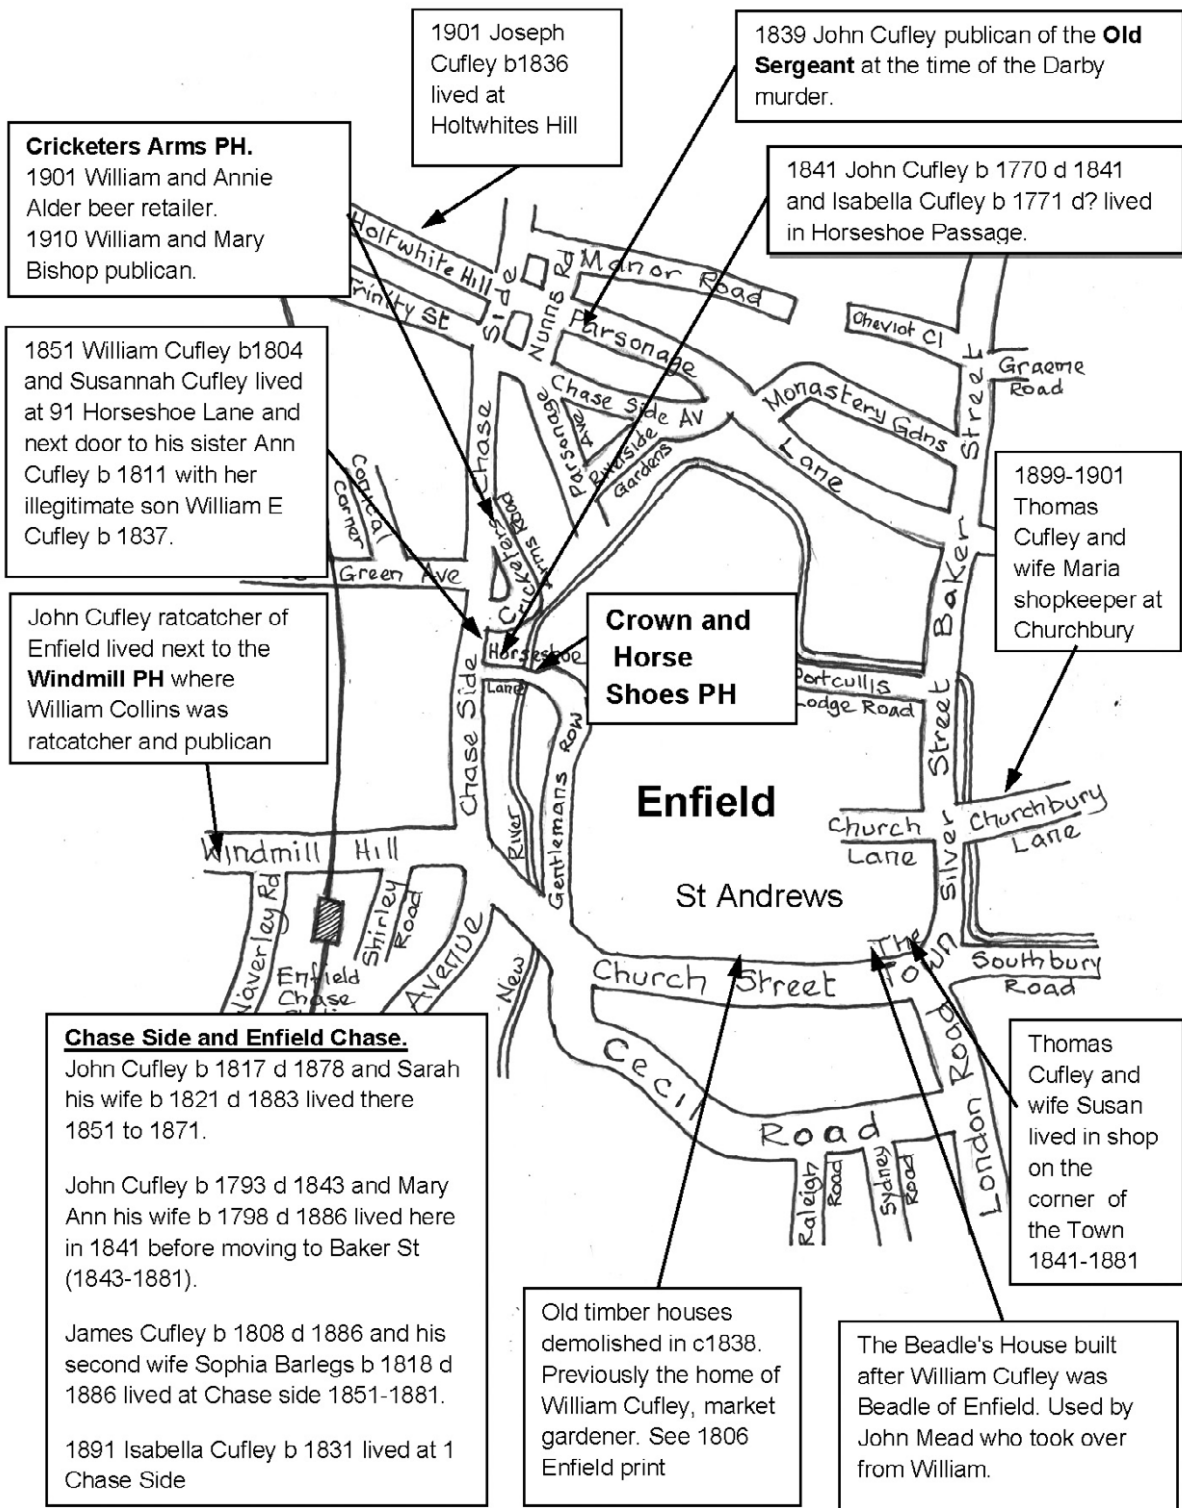 1901 Joseph
Cufley b1836
lived at
Holtwhites Hill
1839 John Cufley publican of the Old
Sergeant at the time of the Darby
murder.
Cricketers Arms PH.
1901 William and Annie
Alder beer retailer.
1910 William and Mary
Bishop publican.
1841 John Cufley b 1770 d 1841
and Isabella Cufley b 1771 d? lived
in Horseshoe Passage.
1851 William Cufley b1804
and Susannah Cufley lived
at 91 Horseshoe Lane and
next door to his sister Ann
Cufley b 1811 with her
illegitimate son William E
Cufley b 1837.
John Cufley ratcatcher of
Enfield lived next to the
Windmill PH where
William Collins was
ratcatcher and publican
1899-1901
Thomas
Cufley and
wife Maria
shopkeeper at
Churchbury
Crown and
Horse
Shoes PH
Enfield
St Andrews
Holtwhite Hill
Trinity St
Chase Side
Nunns Rd
Manor Road
Parsonage
Lane
Cheviot Cl
Graeme
Road
Chase Side AV
Parsonage
Ave
Riverside
Gardens
Monastery Gdns
Baker Street
Conical
Corner
Green Ave
Cricketers
Arms Road
Horseshoe
Lane
Chase Side
River
Gentlemans Row
Portcullis
Lodge Road
Silver Street
Church
Lane
Churchbury
Lane
Windmill Hill
Waverley Rd
Shirley
Road
Enfield
Chase
Avenue
New
Church Street
The
Town
Southbury
Road
Cecil Road
Raleigh
Road
Sydney
Road
London Road
Chase Side and Enfield Chase.
John Cufley b 1817 d 1878 and Sarah
his wife b 1821 d 1883 lived there
1851 to 1871.
John Cufley b 1793 d 1843 and Mary
Ann his wife b 1798 d 1886 lived here
in 1841 before moving to Baker St
(1843-1881).
James Cufley b 1808 d 1886 and his
second wife Sophia Barlegs b 1818 d
1886 lived at Chase side 1851-1881.
1891 Isabella Cufley b 1831 lived at 1
Chase Side
Old timber houses
demolished in c1838.
Previously the home of
William Cufley, market
gardener. See 1806
Enfield print
The Beadle's House built
after William Cufley was
Beadle of Enfield. Used by
John Mead who took over
from William.
Thomas
Cufley and
wife Susan
lived in shop
on the
corner of
the Town
1841-1881